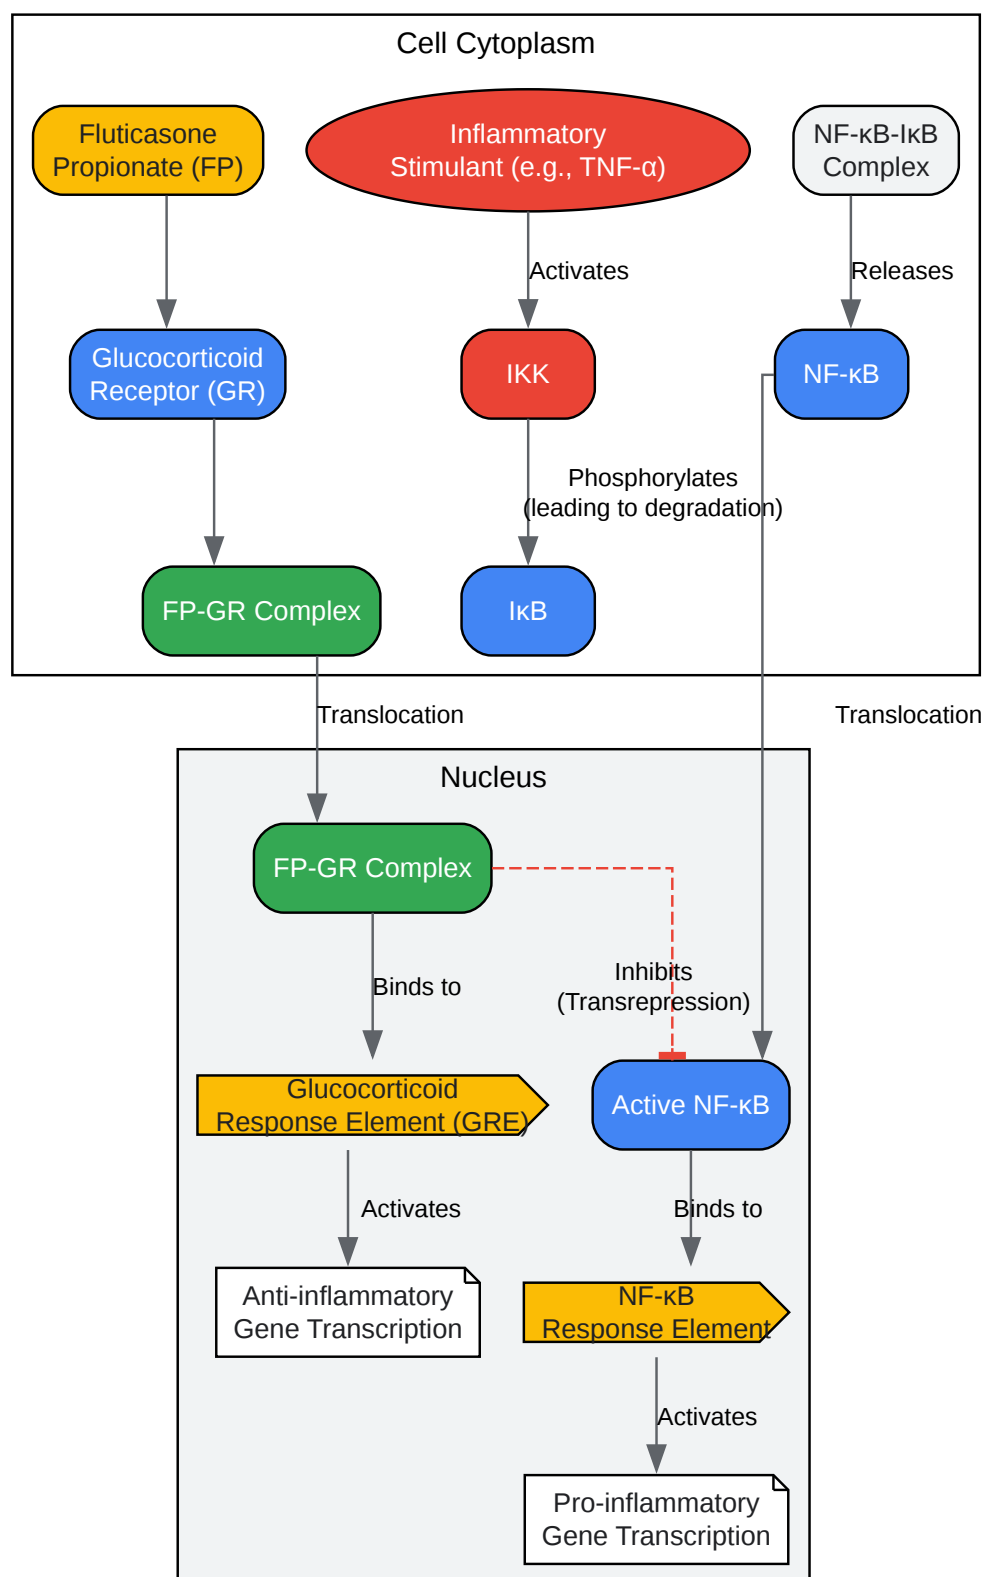 Cell Cytoplasm
Fluticasone
Propionate (FP)
Inflammatory
Stimulant (e.g., TNF-α)
NF-κB-IκB
Complex
Activates
Releases
Glucocorticoid
Receptor (GR)
IKK
NF-κB
Phosphorylates
(leading to degradation)
FP-GR Complex
IκB
Translocation
Translocation
Nucleus
FP-GR Complex
Binds to
Inhibits
(Transrepression)
Glucocorticoid
Response Element (GRE)
Active NF-κB
Activates
Binds to
Anti-inflammatory
Gene Transcription
NF-κB
Response Element
Activates
Pro-inflammatory
Gene Transcription